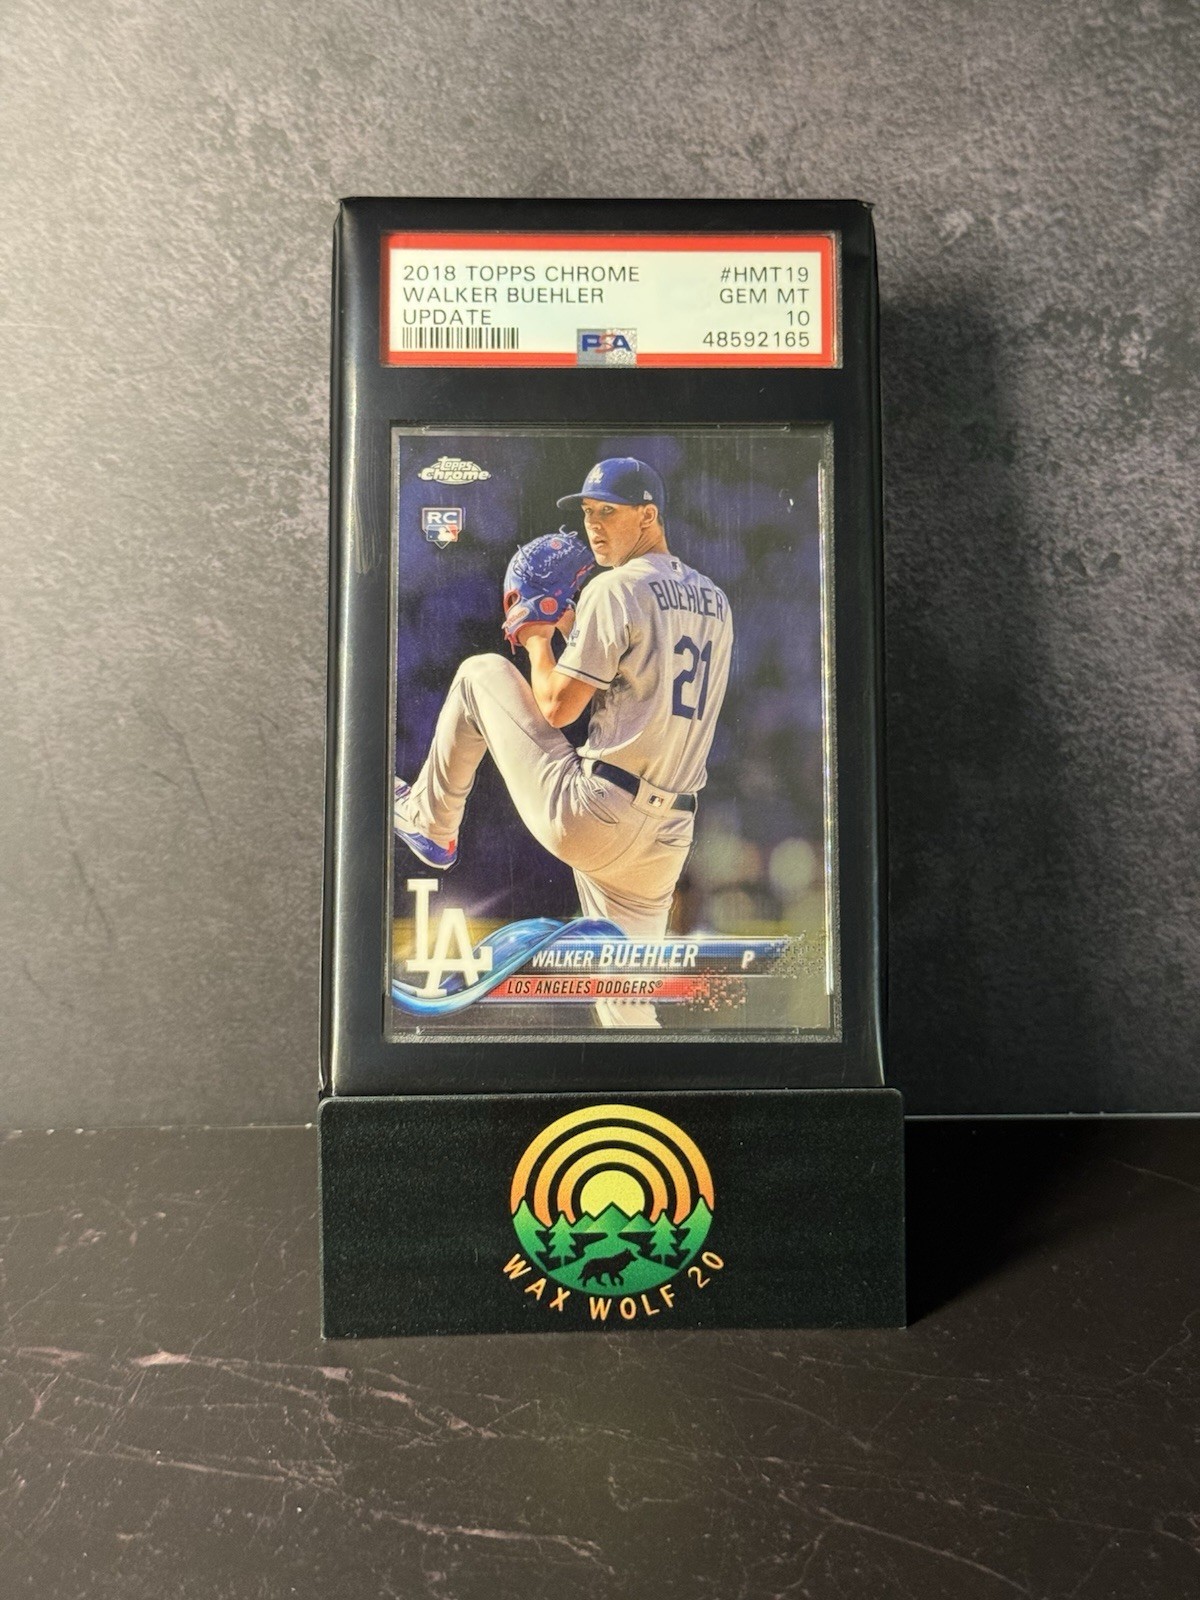 2018 TOPPS CHROME #HMT19
WALKER BUEHLER GEM MT
UPDATE 10
PSA 48592165
Topps
Chrome
RC
LA
BUEHLER
21
LA
WALKER BUEHLER P
LOS ANGELES DODGERS®
WAX WOLF 20